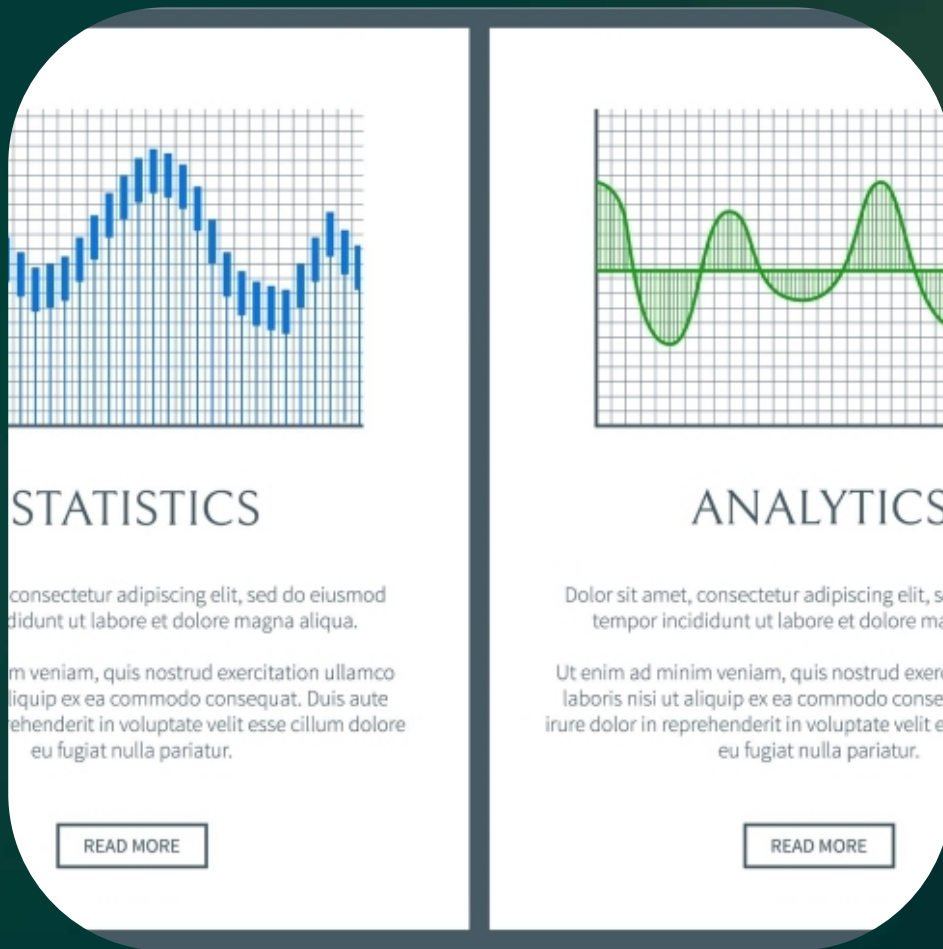 STATISTICS
consectetur adipiscing elit, sed do eiusmod
didunt ut labore et dolore magna aliqua.
m veniam, quis nostrud exercitation ullamco
liquip ex ea commodo consequat. Duis aute
rehenderit in voluptate velit esse cillum dolore
eu fugiat nulla pariatur.
READ MORE
ANALYTICS
Dolor sit amet, consectetur adipiscing elit, s
tempor incididunt ut labore et dolore ma
Ut enim ad minim veniam, quis nostrud exer
laboris nisi ut aliquip ex ea commodo conse
irure dolor in reprehenderit in voluptate velit e
eu fugiat nulla pariatur.
READ MORE